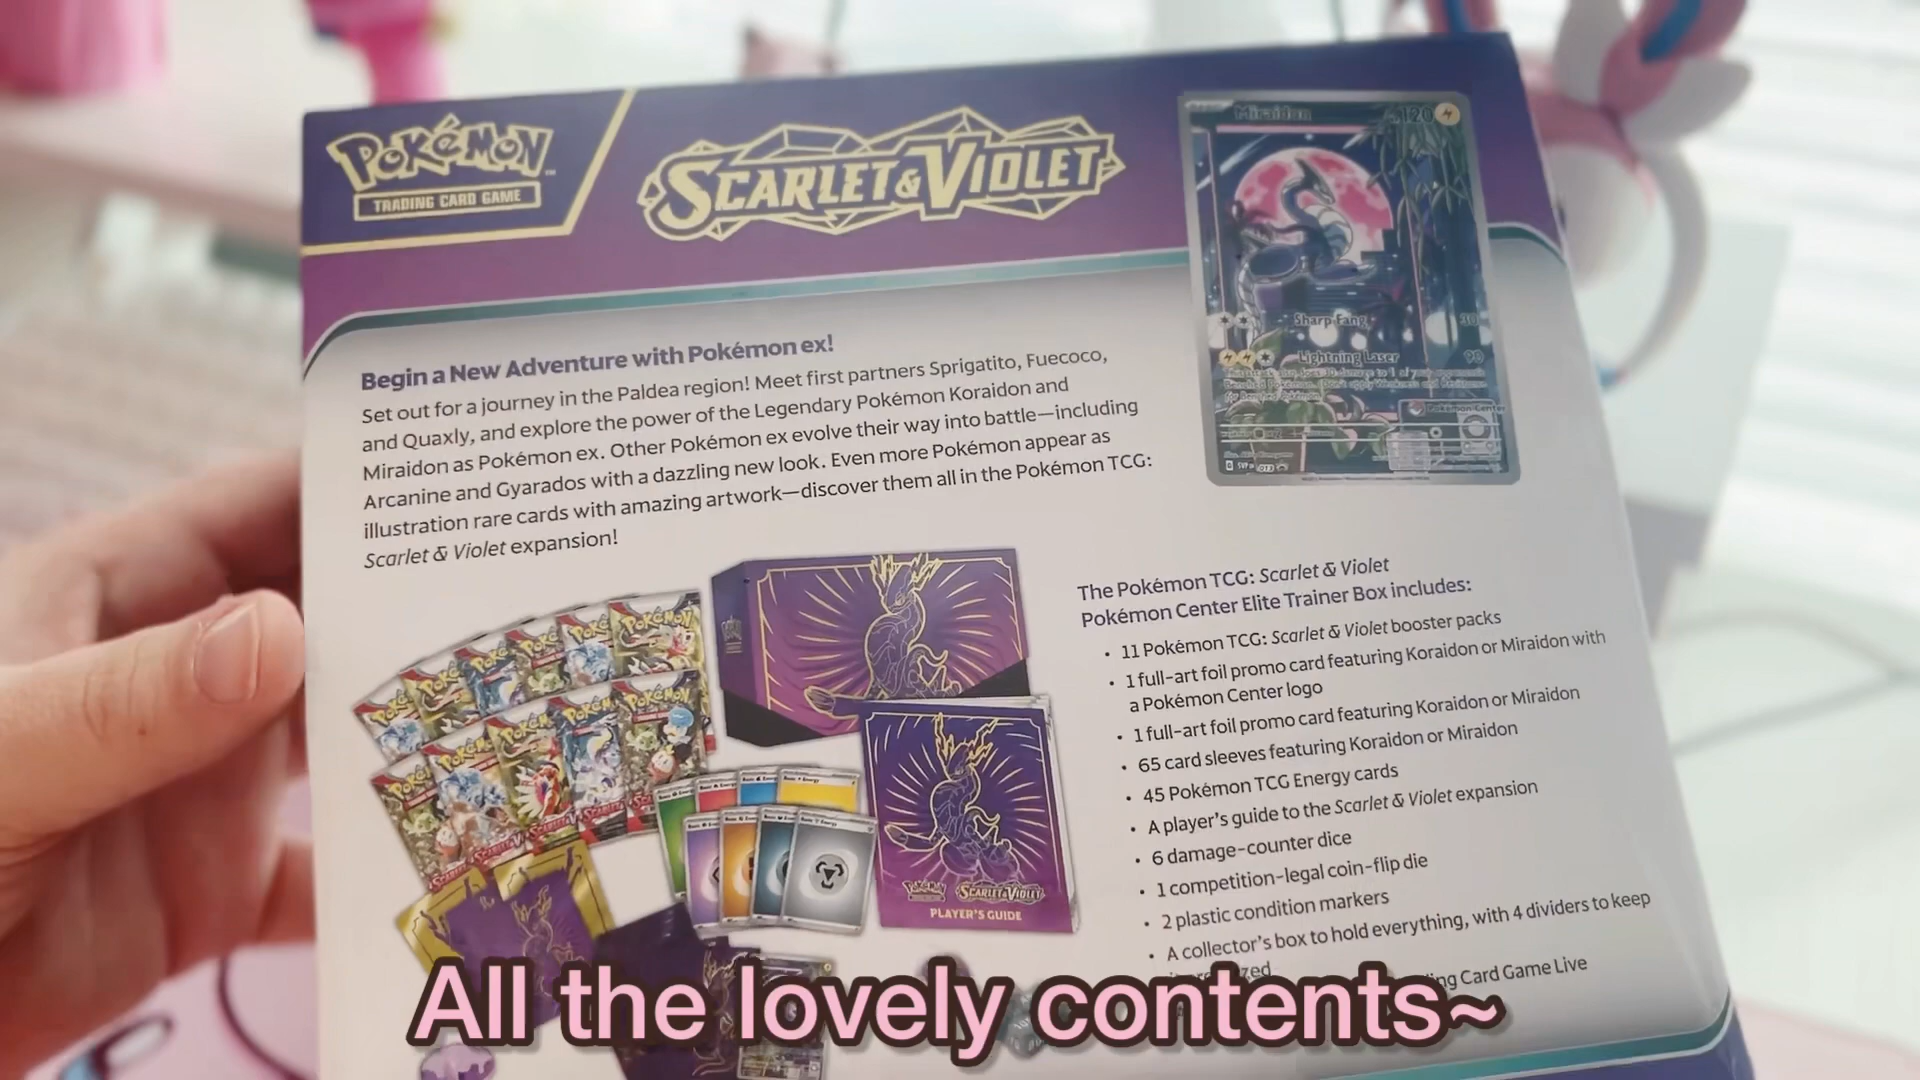 POKÉMON
TRADING CARD GAME
SCARLET & VIOLET
Miraidon
120
Sharp Fang 30
Lightning Laser 90
Pokémon Center
013
Begin a New Adventure with Pokémon ex!
Set out for a journey in the Paldea region! Meet first partners Sprigatito, Fuecoco,
and Quaxly, and explore the power of the Legendary Pokémon Koraidon and
Miraidon as Pokémon ex. Other Pokémon ex evolve their way into battle—including
Arcanine and Gyarados with a dazzling new look. Even more Pokémon appear as
illustration rare cards with amazing artwork—discover them all in the Pokémon TCG:
Scarlet & Violet expansion!
POKÉMON
SCARLET & VIOLET
PLAYER'S GUIDE
The Pokémon TCG: Scarlet & Violet
Pokémon Center Elite Trainer Box includes:
• 11 Pokémon TCG: Scarlet & Violet booster packs
• 1 full-art foil promo card featuring Koraidon or Miraidon with
a Pokémon Center logo
• 1 full-art foil promo card featuring Koraidon or Miraidon
• 65 card sleeves featuring Koraidon or Miraidon
• 45 Pokémon TCG Energy cards
• A player's guide to the Scarlet & Violet expansion
• 6 damage-counter dice
• 1 competition-legal coin-flip die
• 2 plastic condition markers
• A collector's box to hold everything, with 4 dividers to keep
Card Game Live
All the lovely contents~